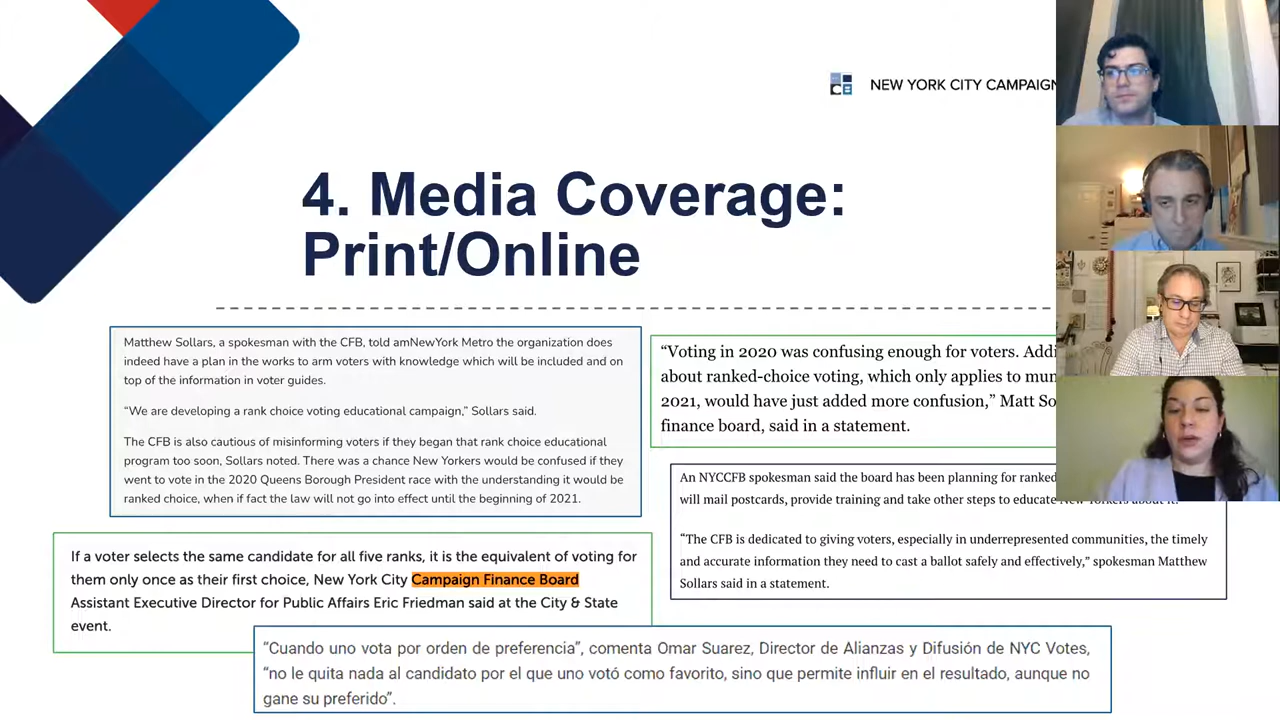 CB
NEW YORK CITY CAMPAIGN
4. Media Coverage:
Print/Online
Matthew Sollars, a spokesman with the CFB, told amNewYork Metro the organization does
indeed have a plan in the works to arm voters with knowledge which will be included and on
top of the information in voter guides.
“We are developing a rank choice voting educational campaign,” Sollars said.
The CFB is also cautious of misinforming voters if they began that rank choice educational
program too soon, Sollars noted. There was a chance New Yorkers would be confused if they
went to vote in the 2020 Queens Borough President race with the understanding it would be
ranked choice, when if fact the law will not go into effect until the beginning of 2021.
“Voting in 2020 was confusing enough for voters. Addi
about ranked-choice voting, which only applies to mun
2021, would have just added more confusion,” Matt So
finance board, said in a statement.
An NYCCFB spokesman said the board has been planning for ranked
will mail postcards, provide training and take other steps to educate New Yorkers about it.
“The CFB is dedicated to giving voters, especially in underrepresented communities, the timely
and accurate information they need to cast a ballot safely and effectively,” spokesman Matthew
Sollars said in a statement.
If a voter selects the same candidate for all five ranks, it is the equivalent of voting for
them only once as their first choice, New York City Campaign Finance Board
Assistant Executive Director for Public Affairs Eric Friedman said at the City & State
event.
“Cuando uno vota por orden de preferencia”, comenta Omar Suarez, Director de Alianzas y Difusión de NYC Votes,
“no le quita nada al candidato por el que uno votó como favorito, sino que permite influir en el resultado, aunque no
gane su preferido”.